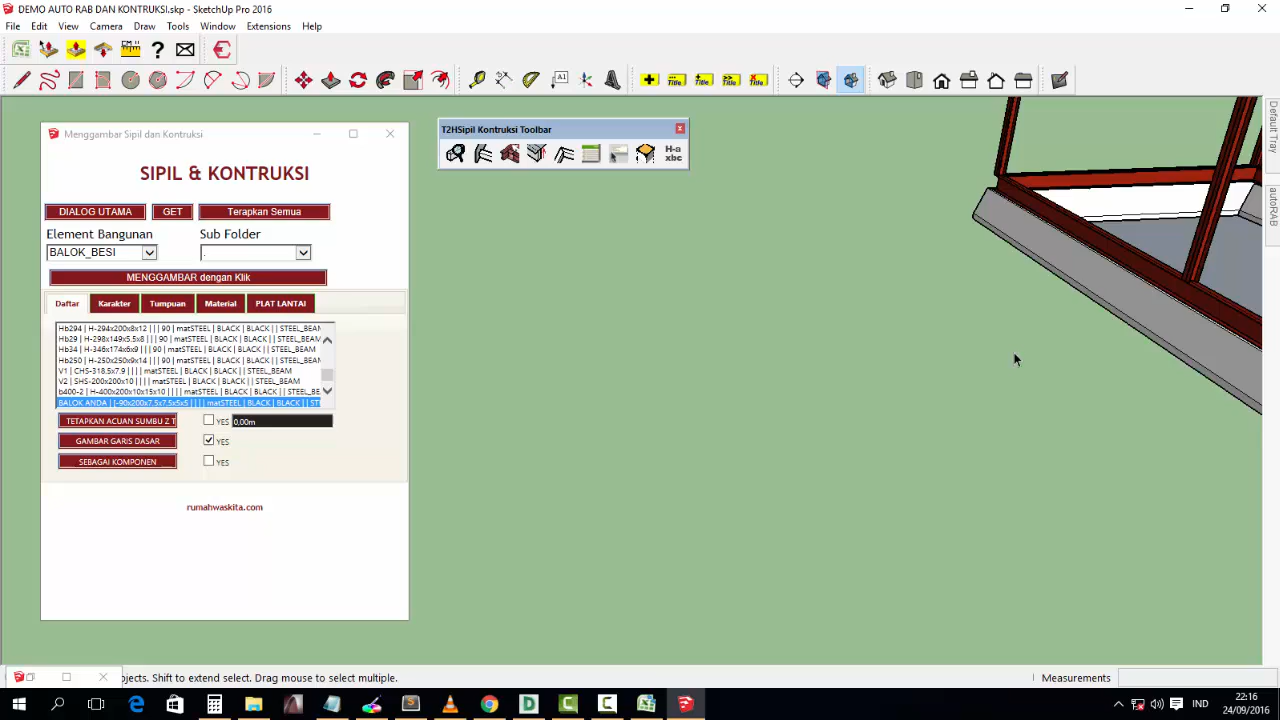 DEMO AUTO RAB DAN KONTRUKSI.skp - SketchUp Pro 2016
File Edit View Camera Draw Tools Window Extensions Help
Title Title Title Title
Menggambar Sipil dan Kontruksi
SIPIL & KONTRUKSI
DIALOG UTAMA GET Terapkan Semua
Element Bangunan Sub Folder
BALOK_BESI .
MENGGAMBAR dengan Klik
Daftar Karakter Tumpuan Material PLAT LANTAI
Hb294 | H-294x200x8x12 | | | 90 | matSTEEL | BLACK | BLACK | | STEEL_BEAM
Hb29 | H-298x149x5.5x8 | | | 90 | matSTEEL | BLACK | BLACK | | STEEL_BEAM
Hb34 | H-346x174x6x9 | | | 90 | matSTEEL | BLACK | BLACK | | STEEL_BEAM
Hb250 | H-250x250x9x14 | | | 90 | matSTEEL | BLACK | BLACK | | STEEL_BEAM
V1 | CHS-318.5x7.9 | | | | matSTEEL | BLACK | BLACK | | STEEL_BEAM
V2 | SHS-200x200x10 | | | | matSTEEL | BLACK | BLACK | | STEEL_BEAM
b400-2 | H-400x200x10x15x10 | | | | matSTEEL | BLACK | BLACK | | STEEL_BE
BALOK ANDA | [-90x200x7.5x7.5x5x5 | | | | matSTEEL | BLACK | BLACK | | STE
TETAPKAN ACUAN SUMBU Z T YES 0,00m
GAMBAR GARIS DASAR YES
SEBAGAI KOMPONEN YES
rumahwaskita.com
T2HSipil Kontruksi Toolbar
H-a
xbc
Default Tray
autoRAB
objects. Shift to extend select. Drag mouse to select multiple.
Measurements
IND
22:16
24/09/2016